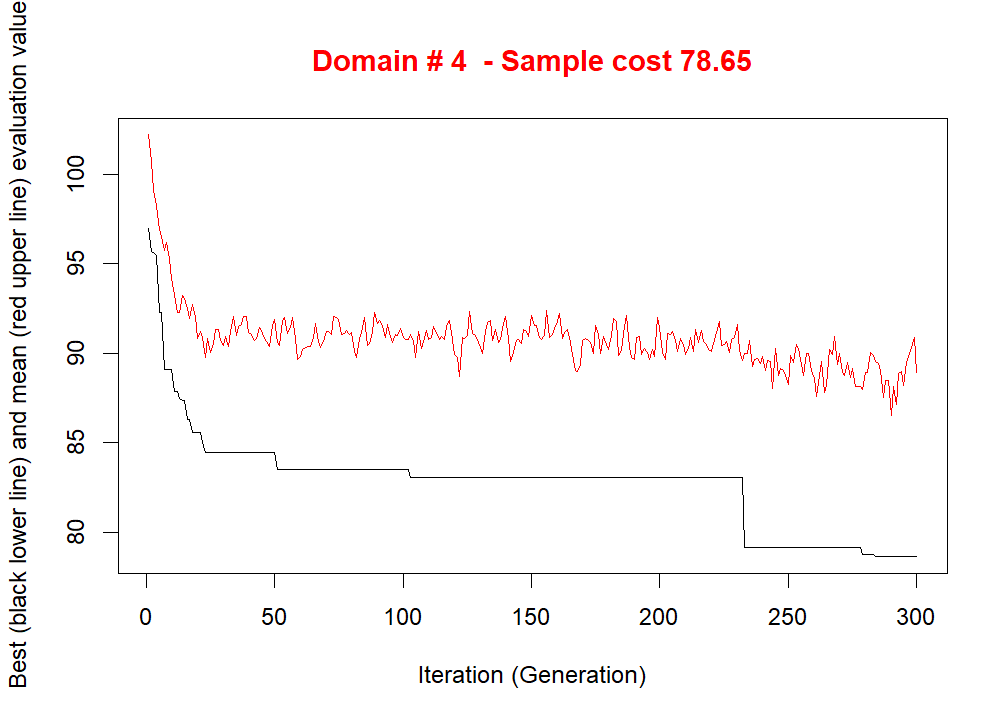 Domain # 4  - Sample cost 78.65
Best (black lower line) and mean (red upper line) evaluation value
100
95
90
85
80
0 50 100 150 200 250 300
Iteration (Generation)